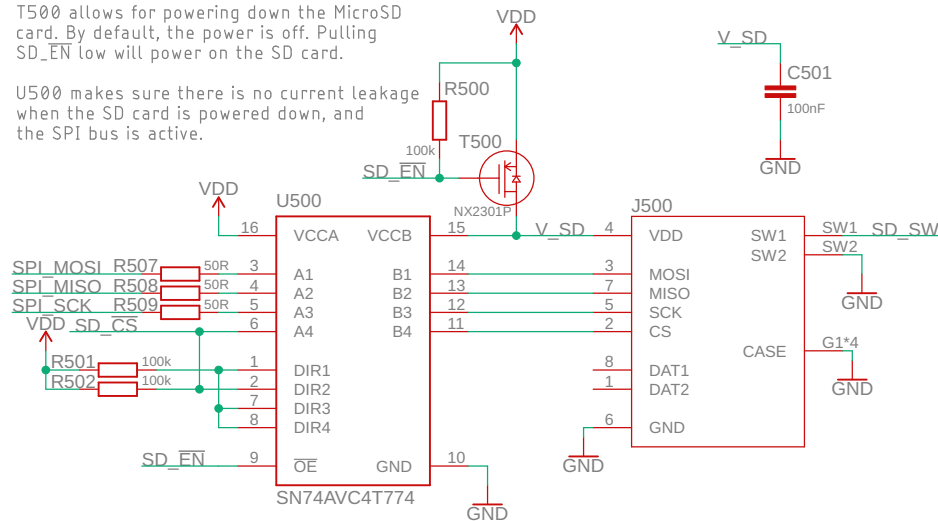 T500 allows for powering down the MicroSD
card. By default, the power is off. Pulling
SD_EN low will power on the SD card.
U500 makes sure there is no current leakage
when the SD card is powered down, and
the SPI bus is active.
VDD
R500
100k
SD_EN
T500
NX2301P
V_SD
C501
100nF
GND
VDD
U500
16 VCCA VCCB 15
SPI_MOSI R507 50R 3 A1 B1 14
SPI_MISO R508 50R 4 A2 B2 13
SPI_SCK R509 50R 5 A3 B3 12
VDD SD_CS 6 A4 B4 11
R501 100k 1 DIR1
R502 100k 2 DIR2
7 DIR3
8 DIR4
SD_EN 9 OE GND 10
SN74AVC4T774
GND
J500
V_SD 4 VDD SW1 SW1 SD_SW
SW2 SW2
3 MOSI
7 MISO
5 SCK
2 CS
GND
CASE G1*4
8 DAT1
1 DAT2
GND
6 GND
GND